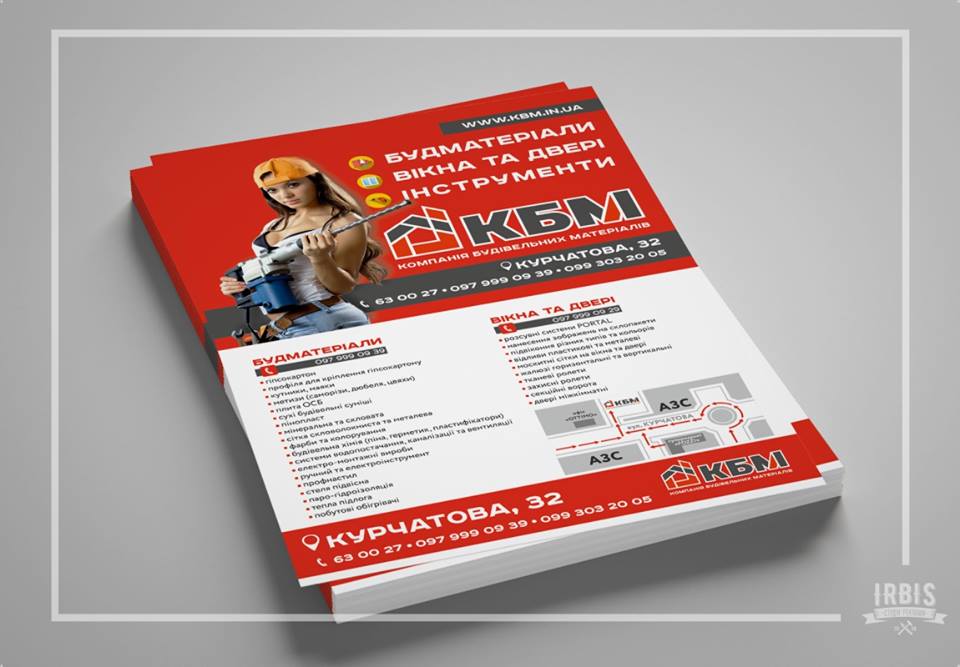 WWW.КБМ.IN.UA
БУДМАТЕРІАЛИ
ВІКНА ТА ДВЕРІ
ІНСТРУМЕНТИ
КБМ
КОМПАНІЯ БУДІВЕЛЬНИХ МАТЕРІАЛІВ
КУРЧАТОВА, 32
63 00 27 • 097 999 09 39 • 099 303 20 05
БУДМАТЕРІАЛИ
097 999 09 39
• гіпсокартон
• профіля для кріплення гіпсокартону
• кутники, маяки
• метизи (саморізи, дюбеля, цвяхи)
• плита ОСБ
• сухі будівельні суміші
• пінопласт
• мінеральна та скловата
• сітка скловолокниста та металева
• фарби та колорування
• будівельна хімія (піна, герметик, пластифікатори)
• системи водопостачання, каналізації та вентиляції
• електро-монтажні вироби
• ручний та електроінструмент
• профнастил
• стеля підвісна
• паро-гідроізоляція
• тепла підлога
• побутові обігрівачі
ВІКНА ТА ДВЕРІ
097 999 09 29
• розсувні системи PORTAL
• нанесення зображень на склопакети
• підвіконня різних типів та кольорів
• відливи пластикові та металеві
• москитні сітки на вікна та двері
• жалюзі горизонтальні та вертикальні
• тканеві ролети
• захисні ролети
• секційні ворота
• двері міжкімнатні
КБМ
АЗС
вул. КУРЧАТОВА
АЗС
КБМ
КОМПАНІЯ БУДІВЕЛЬНИХ МАТЕРІАЛІВ
КУРЧАТОВА, 32
63 00 27 • 097 999 09 39 • 099 303 20 05
IRBIS